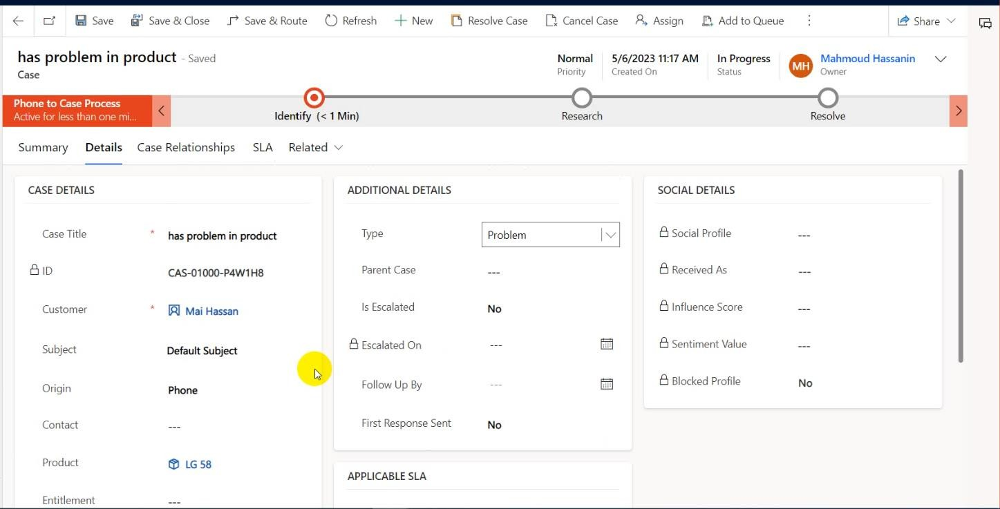 Save Save & Close Save & Route Refresh New Resolve Case Cancel Case Assign Add to Queue Share
has problem in product - Saved
Case
Normal
Priority
5/6/2023 11:17 AM
Created On
In Progress
Status
MH
Mahmoud Hassanin
Owner
Phone to Case Process
Active for less than one mi...
Identify (< 1 Min)
Research
Resolve
Summary Details Case Relationships SLA Related
CASE DETAILS
Case Title * has problem in product
ID CAS-01000-P4W1H8
Customer * Mai Hassan
Subject Default Subject
Origin Phone
Contact ---
Product LG 58
Entitlement ---
ADDITIONAL DETAILS
Type Problem
Parent Case ---
Is Escalated No
Escalated On ---
Follow Up By ---
First Response Sent No
APPLICABLE SLA
SOCIAL DETAILS
Social Profile ---
Received As ---
Influence Score ---
Sentiment Value ---
Blocked Profile No